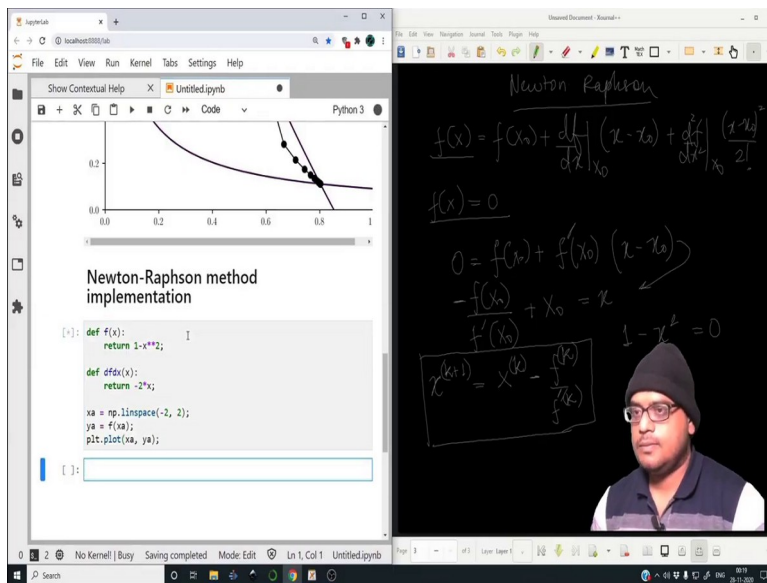 JupyterLab
Unsaved Document - Xournal++
localhost:8888/lab
File Edit View Navigation Journal Tools Plugin Help
File Edit View Run Kernel Tabs Settings Help
Show Contextual Help
Untitled.ipynb
Code
Python 3
0.2
0.0
0.0 0.2 0.4 0.6 0.8 1
Newton-Raphson method
implementation
def f(x):
return 1-x**2;
def dfdx(x):
return -2*x;
xa = np.linspace(-2, 2);
ya = f(xa);
plt.plot(xa, ya);
[ ]:
0 2 No Kernel! | Busy Saving completed Mode: Edit Ln 1, Col 1 Untitled.ipynb
Search
Newton Raphson
f(x) = f(x₀) + df/dx|x₀ (x-x₀) + d²f/dx²|x₀ (x-x₀)²/2!
f(x) = 0
0 = f(x₀) + f'(x₀) (x-x₀)
-f(x₀)/f'(x₀) + x₀ = x
1 - x² = 0
x^(k+1) = x^(k) - f^(k)/f'^(k)
Page 3 of 3 Layer Layer 1
ENG 00:19
28-11-2020